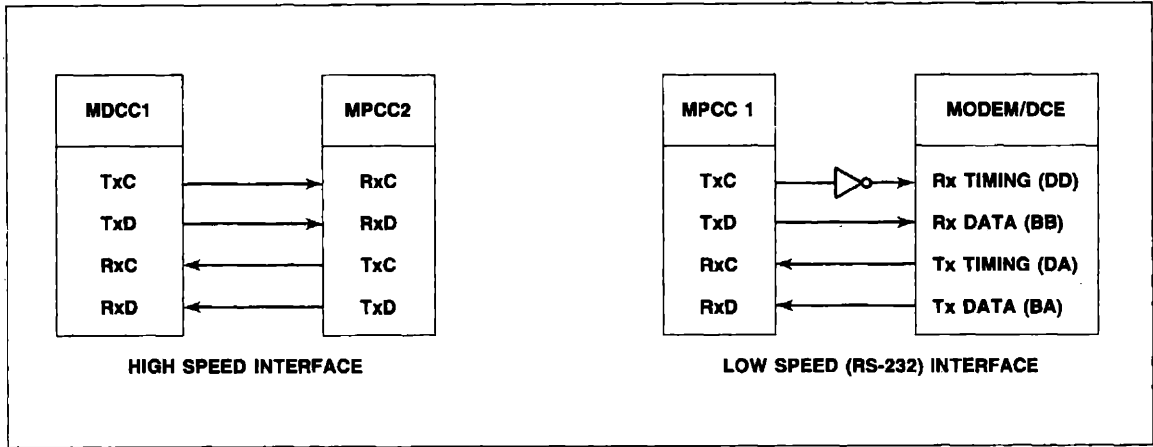 MDCC1
MPCC2
TxC
RxC
TxD
RxD
RxC
TxC
RxD
TxD
HIGH SPEED INTERFACE
MPCC 1
MODEM/DCE
TxC
Rx TIMING (DD)
TxD
Rx DATA (BB)
RxC
Tx TIMING (DA)
RxD
Tx DATA (BA)
LOW SPEED (RS-232) INTERFACE